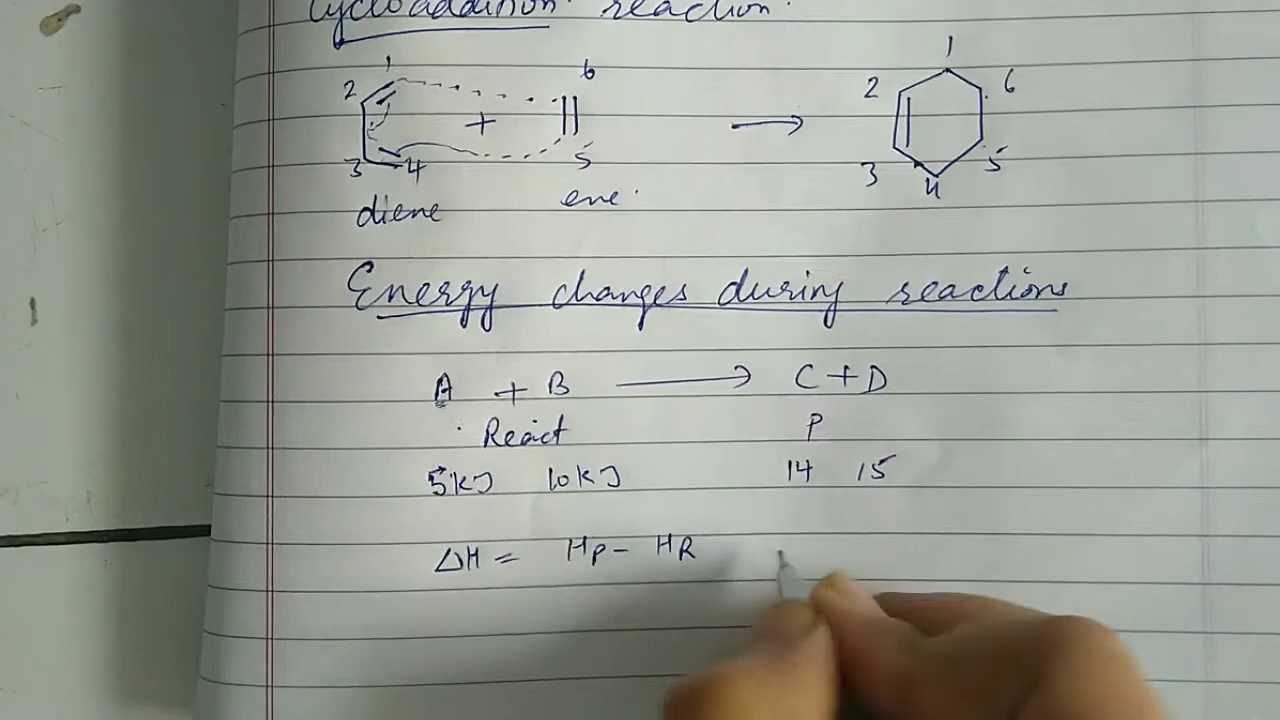 Cycloaddition reaction.
1
2
3
4
+
6
5
1
2
3
4
5
6
diene ene.
Energy changes during reactions
A + B → C + D
React P
5kJ 10kJ 14 15
ΔH = Hp - HR